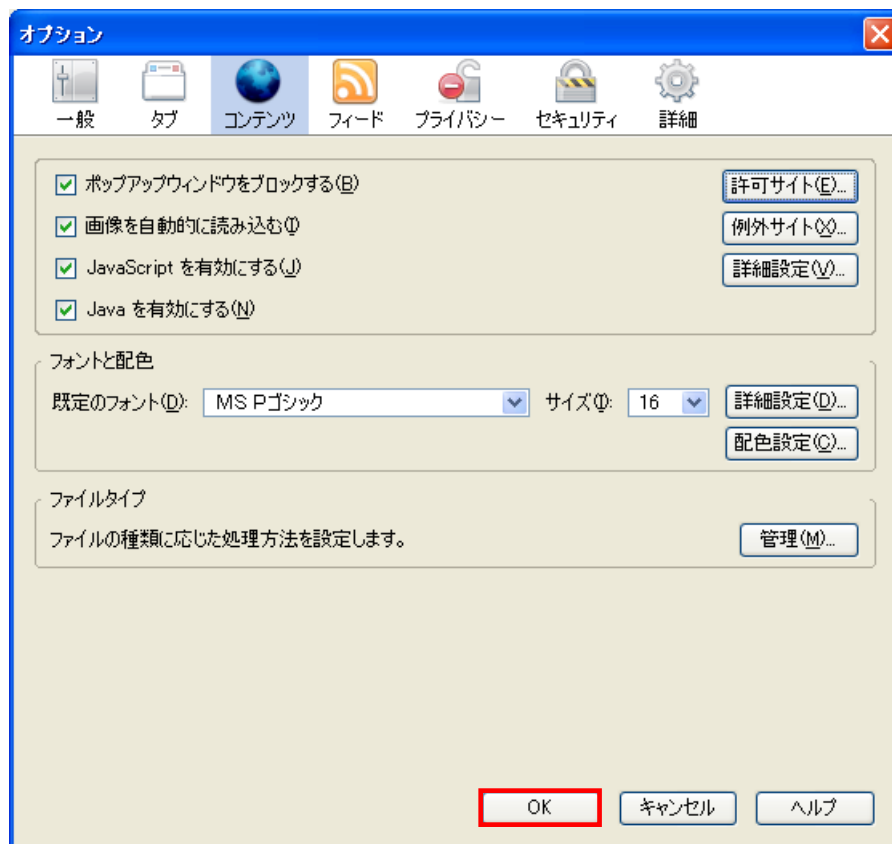 オプション
一般 タブ コンテンツ フィード プライバシー セキュリティ 詳細
ポップアップウィンドウをブロックする(B) 許可サイト(E)...
画像を自動的に読み込む(I) 例外サイト(X)...
JavaScript を有効にする(J) 詳細設定(V)...
Java を有効にする(N)
フォントと配色
既定のフォント(D): MS Pゴシック サイズ(I): 16 詳細設定(D)...
配色設定(C)...
ファイルタイプ
ファイルの種類に応じた処理方法を設定します。 管理(M)...
OK キャンセル ヘルプ